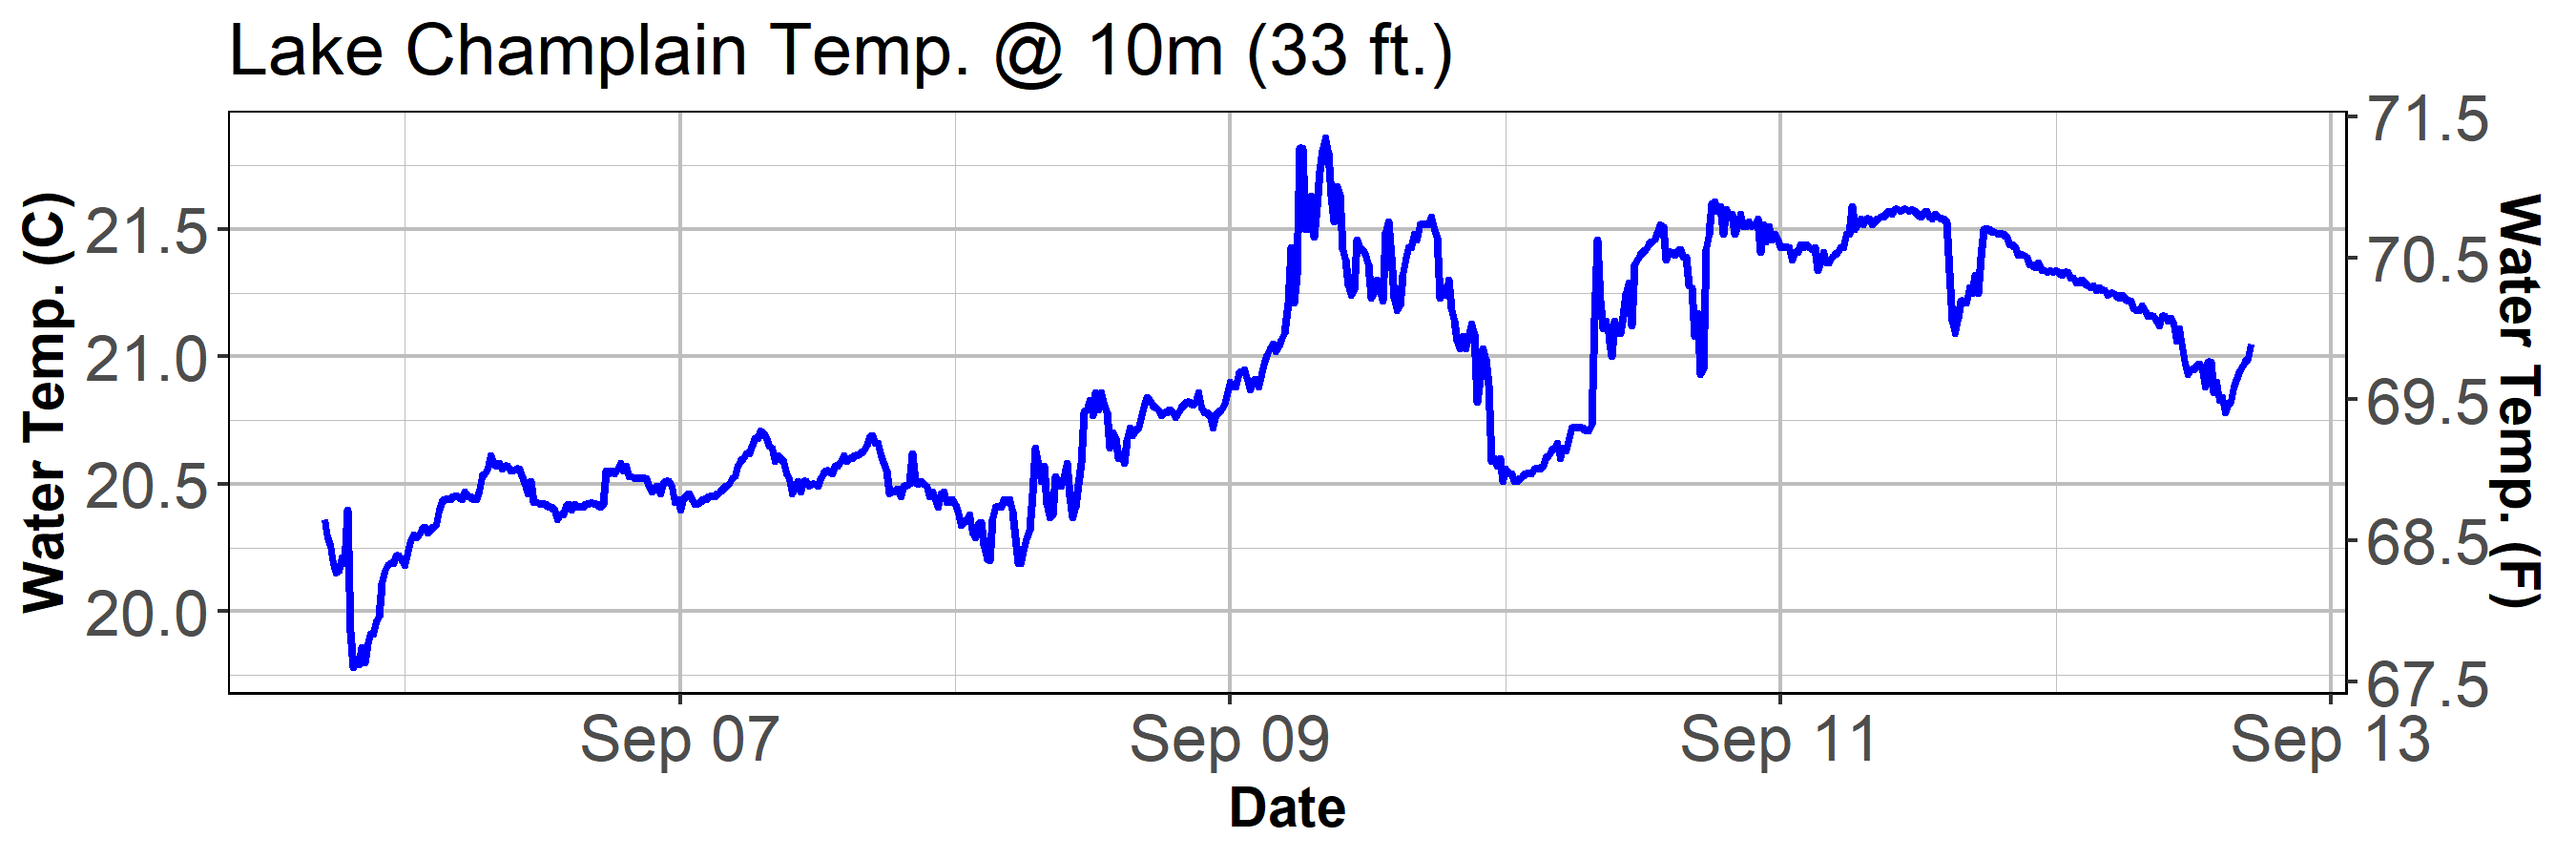 Lake Champlain Temp. @ 10m (33 ft.)
Water Temp. (C)
21.5
21.0
20.5
20.0
71.5
70.5
69.5
68.5
67.5
Water Temp. (F)
Sep 07 Sep 09 Sep 11 Sep 13
Date